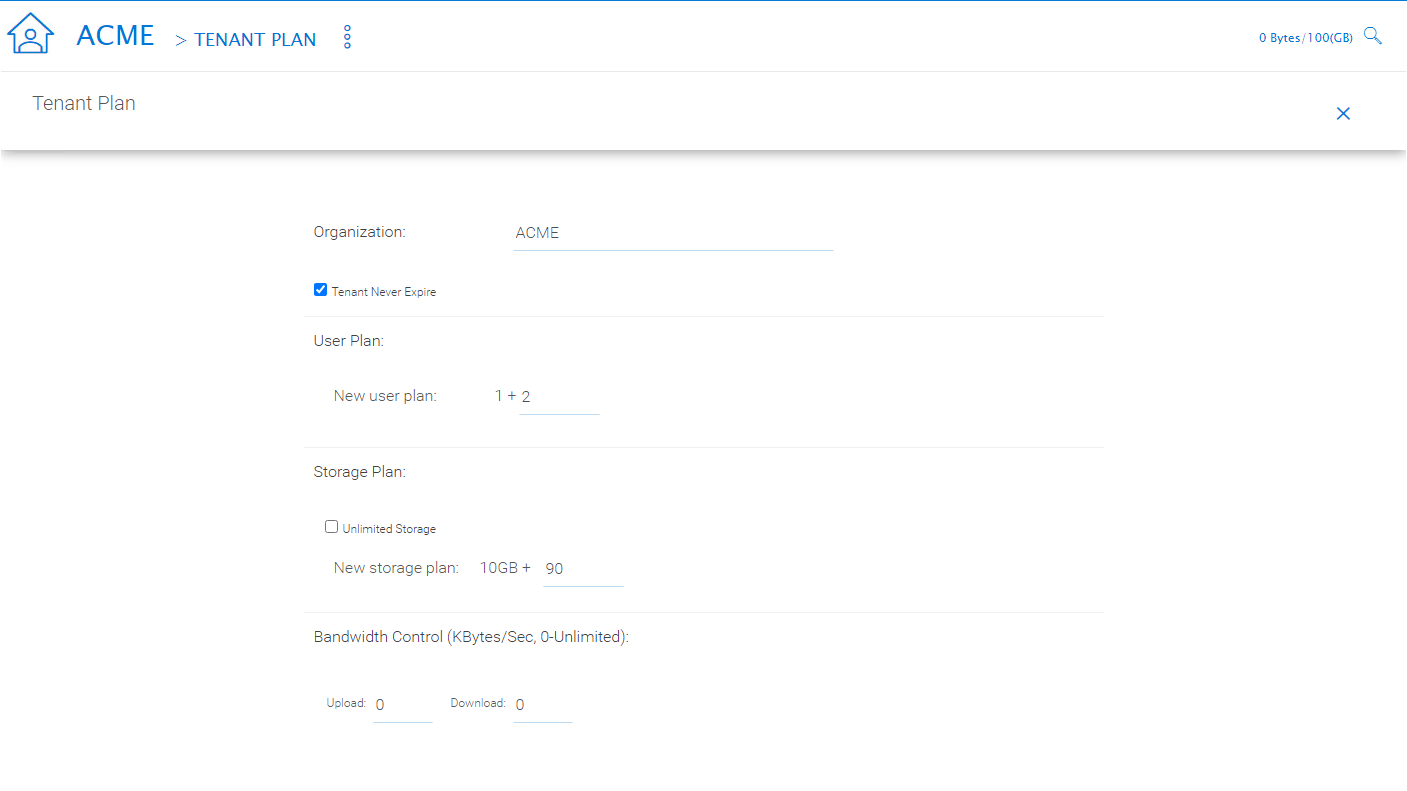 ACME > TENANT PLAN 0 Bytes/100(GB)
Tenant Plan
Organization: ACME
Tenant Never Expire
User Plan:
New user plan: 1 + 2
Storage Plan:
Unlimited Storage
New storage plan: 10GB + 90
Bandwidth Control (KBytes/Sec, 0-Unlimited):
Upload: 0 Download: 0